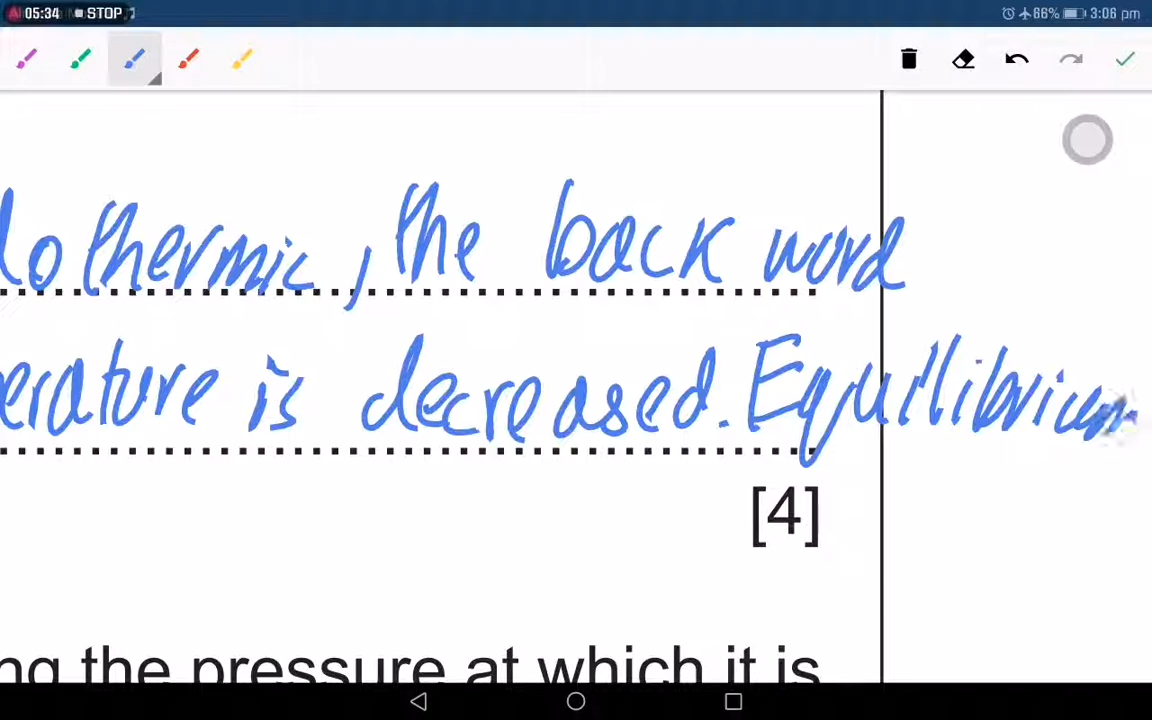 05:34 STOP 66% 3:06 pm
othermic, the back word
erature is decreased. Equilibrium
[4]
ng the pressure at which it is